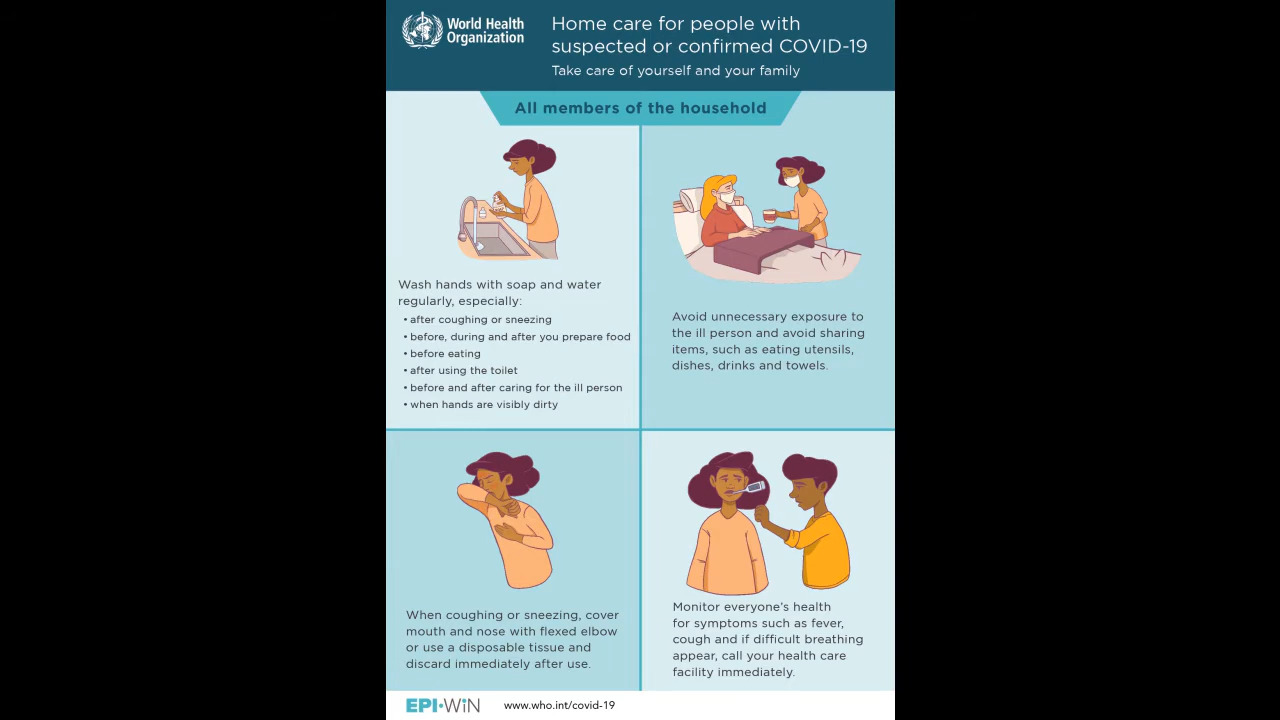 World Health
Organization
Home care for people with
suspected or confirmed COVID-19
Take care of yourself and your family
All members of the household
Wash hands with soap and water
regularly, especially:
• after coughing or sneezing
• before, during and after you prepare food
• before eating
• after using the toilet
• before and after caring for the ill person
• when hands are visibly dirty
Avoid unnecessary exposure to
the ill person and avoid sharing
items, such as eating utensils,
dishes, drinks and towels.
When coughing or sneezing, cover
mouth and nose with flexed elbow
or use a disposable tissue and
discard immediately after use.
Monitor everyone's health
for symptoms such as fever,
cough and if difficult breathing
appear, call your health care
facility immediately.
EPI•WiN www.who.int/covid-19